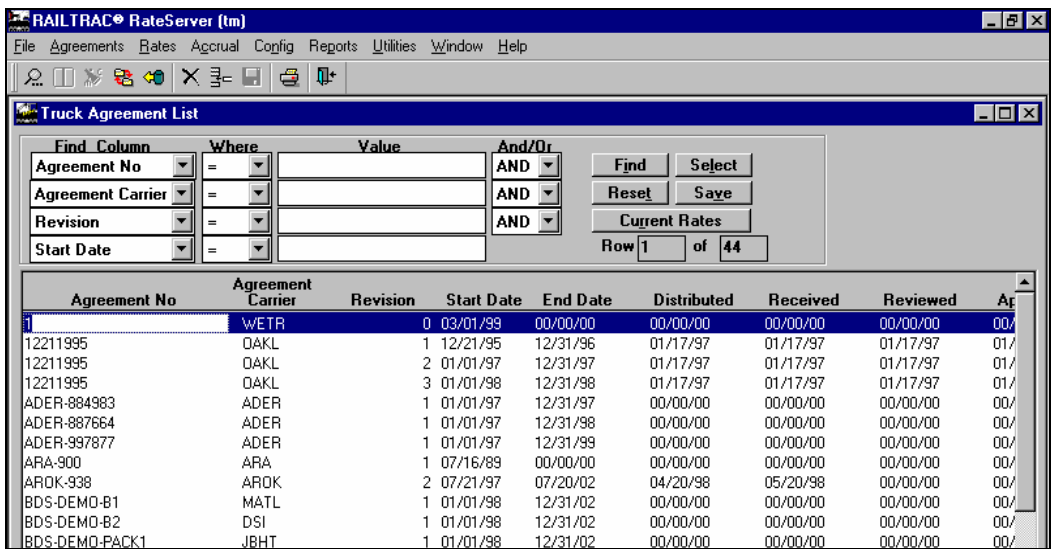 RAILTRAC® RateServer (tm)
File Agreements Rates Accrual Config Reports Utilities Window Help
Truck Agreement List
Find Column Where Value And/Or
Agreement No = AND Find Select
Agreement Carrier = AND Reset Save
Revision = AND Current Rates
Start Date = Row 1 of 44
Agreement No Agreement Carrier Revision Start Date End Date Distributed Received Reviewed Ap
1 WETR 0 03/01/99 00/00/00 00/00/00 00/00/00 00/00/00 00/
12211995 OAKL 1 12/21/95 12/31/96 01/17/97 01/17/97 01/17/97 01/
12211995 OAKL 2 01/01/97 12/31/97 01/17/97 01/17/97 01/17/97 01/
12211995 OAKL 3 01/01/98 12/31/98 01/17/97 01/17/97 01/17/97 01/
ADER-884983 ADER 1 01/01/97 12/31/97 00/00/00 00/00/00 00/00/00 00/
ADER-887664 ADER 1 01/01/97 12/31/98 00/00/00 00/00/00 00/00/00 00/
ADER-997877 ADER 1 01/01/97 12/31/99 00/00/00 00/00/00 00/00/00 00/
ARA-900 ARA 1 07/16/89 00/00/00 00/00/00 00/00/00 00/00/00 00/
AROK-938 AROK 2 07/21/97 07/20/02 04/20/98 05/20/98 00/00/00 00/
BDS-DEMO-B1 MATL 1 01/01/98 12/31/02 00/00/00 00/00/00 00/00/00 00/
BDS-DEMO-B2 DSI 1 01/01/98 12/31/02 00/00/00 00/00/00 00/00/00 00/
BDS-DEMO-PACK1 JBHT 1 01/01/98 12/31/02 00/00/00 00/00/00 00/00/00 00/